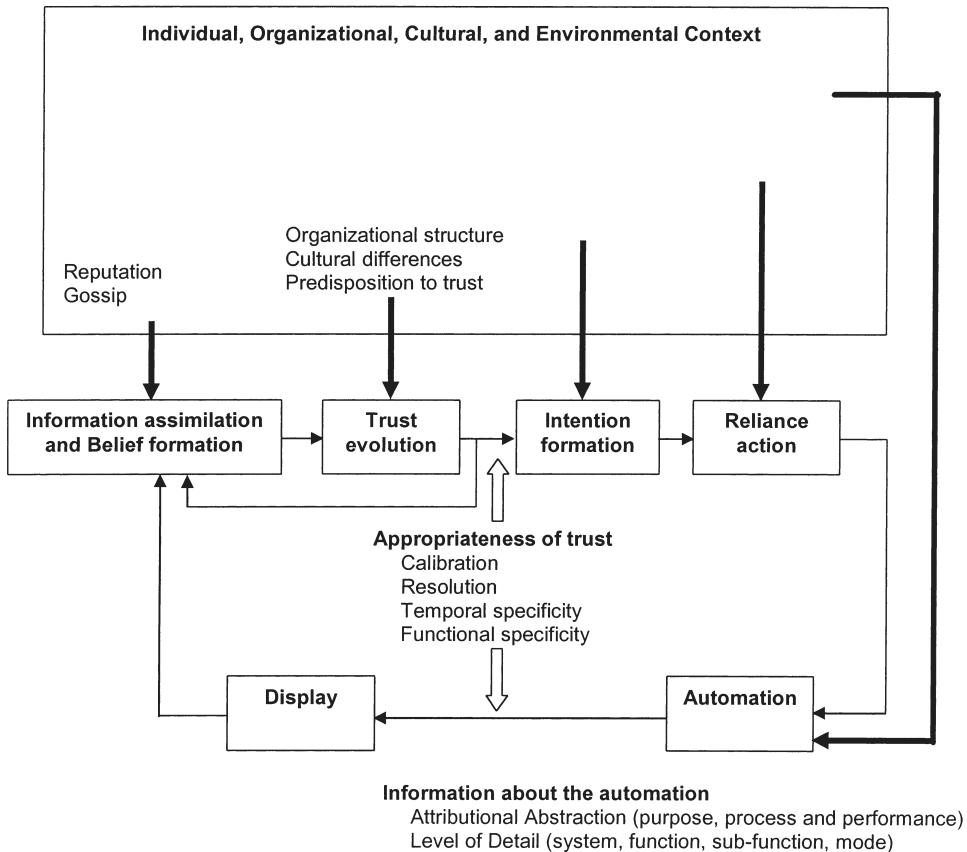 Individual, Organizational, Cultural, and Environmental Context
Organizational structure
Cultural differences
Predisposition to trust
Reputation
Gossip
Information assimilation
and Belief formation
Trust
evolution
Intention
formation
Reliance
action
Appropriateness of trust
Calibration
Resolution
Temporal specificity
Functional specificity
Display
Automation
Information about the automation
Attributional Abstraction (purpose, process and performance)
Level of Detail (system, function, sub-function, mode)